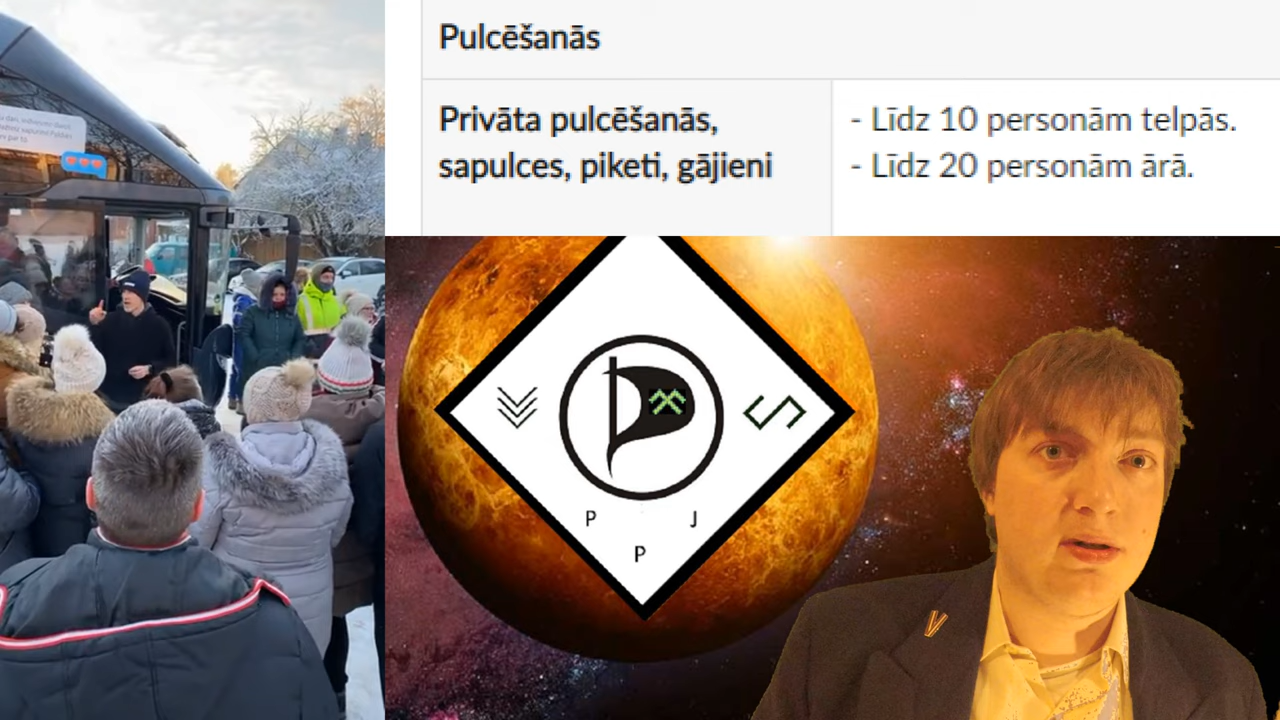 Pulcēšanās
Privāta pulcēšanās,
sapulces, piketi, gājieni
- Līdz 10 personām telpās.
- Līdz 20 personām ārā.
P J
P